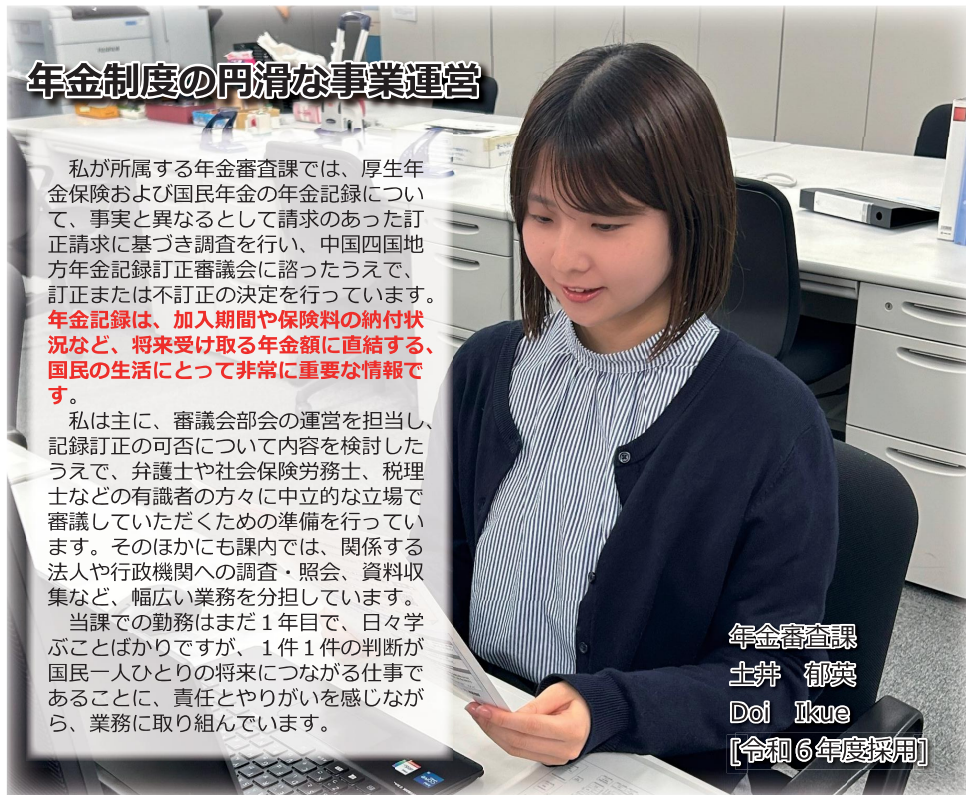 年金制度の円滑な事業運営
　私が所属する年金審査課では、厚生年
金保険および国民年金の年金記録につい
て、事実と異なるとして請求のあった訂
正請求に基づき調査を行い、中国四国地
方年金記録訂正審議会に諮ったうえで、
訂正または不訂正の決定を行っています。
年金記録は、加入期間や保険料の納付状
況など、将来受け取る年金額に直結する、
国民の生活にとって非常に重要な情報で
す。
　私は主に、審議会部会の運営を担当し、
記録訂正の可否について内容を検討した
うえで、弁護士や社会保険労務士、税理
士などの有識者の方々に中立的な立場で
審議していただくための準備を行ってい
ます。そのほかにも課内では、関係する
法人や行政機関への調査・照会、資料収
集など、幅広い業務を分担しています。
　当課での勤務はまだ１年目で、日々学
ぶことばかりですが、１件１件の判断が
国民一人ひとりの将来につながる仕事で
あることに、責任とやりがいを感じなが
ら、業務に取り組んでいます。
年金審査課
土井　郁英
Doi　Ikue
[令和６年度採用]